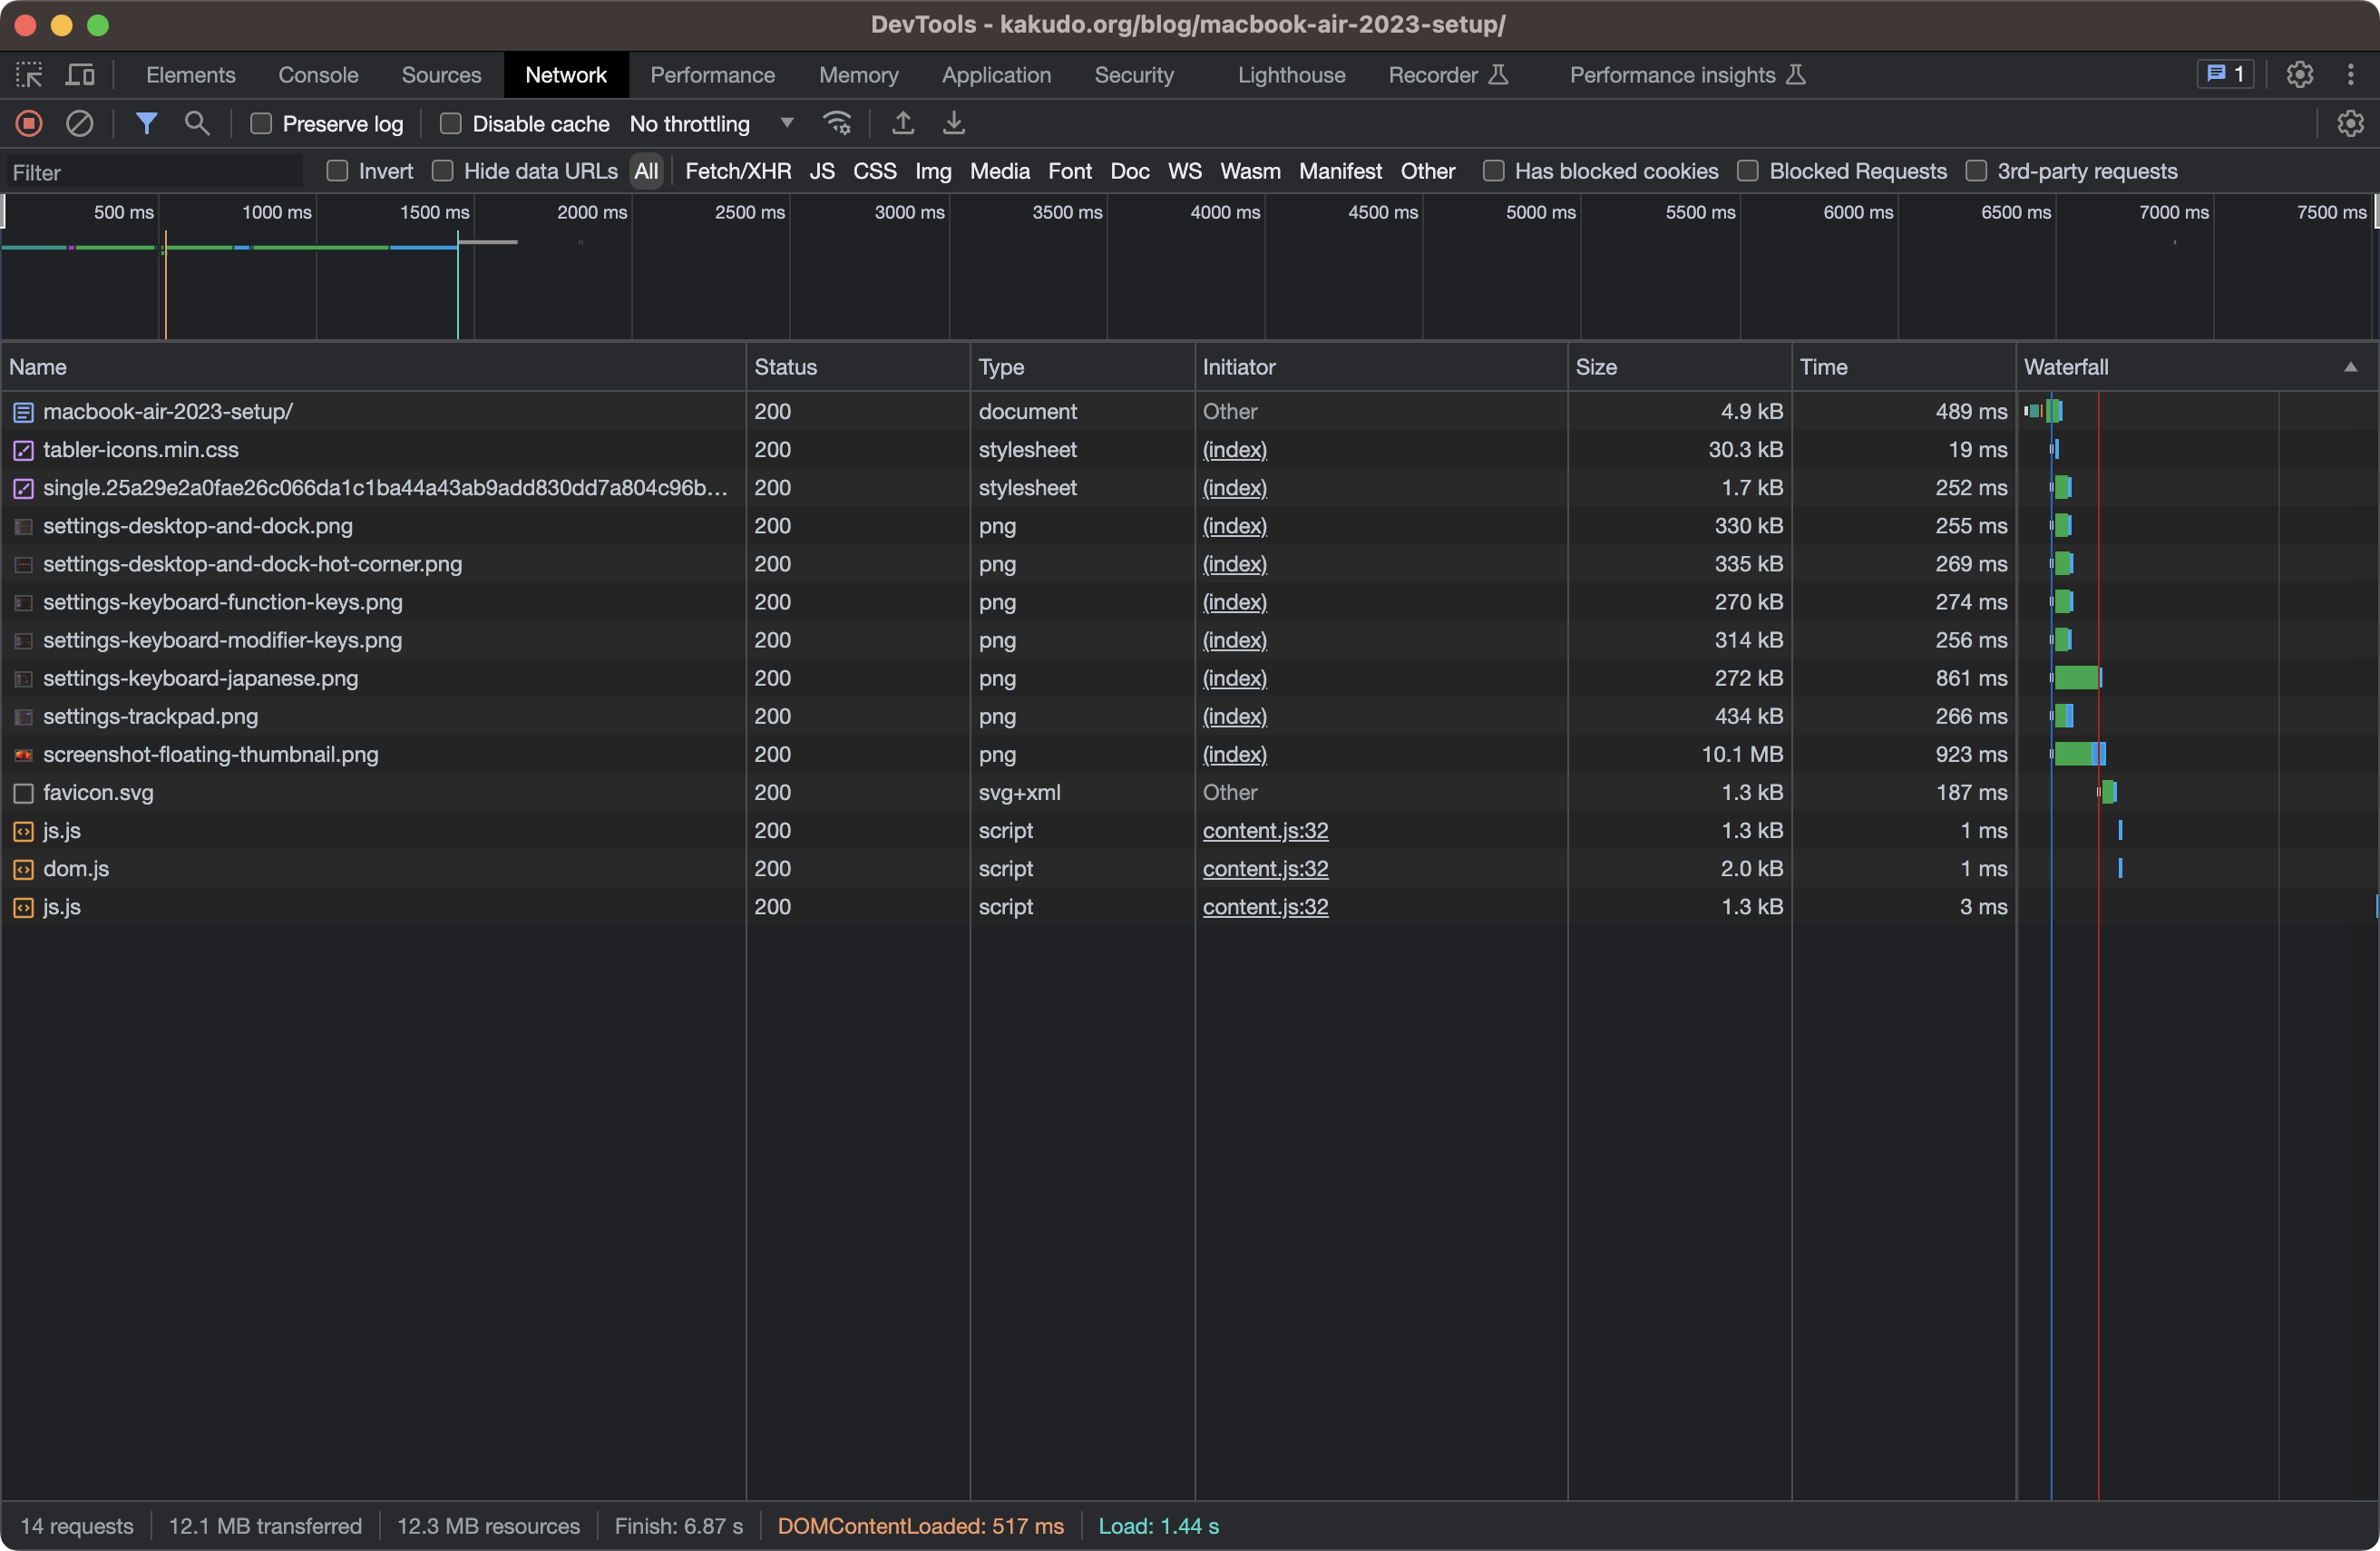 DevTools - kakudo.org/blog/macbook-air-2023-setup/
Elements Console Sources Network Performance Memory Application Security Lighthouse Recorder Performance insights 1
Preserve log Disable cache No throttling
Filter Invert Hide data URLs All Fetch/XHR JS CSS Img Media Font Doc WS Wasm Manifest Other Has blocked cookies Blocked Requests 3rd-party requests
500 ms 1000 ms 1500 ms 2000 ms 2500 ms 3000 ms 3500 ms 4000 ms 4500 ms 5000 ms 5500 ms 6000 ms 6500 ms 7000 ms 7500 ms
Name Status Type Initiator Size Time Waterfall
macbook-air-2023-setup/ 200 document Other 4.9 kB 489 ms
tabler-icons.min.css 200 stylesheet (index) 30.3 kB 19 ms
single.25a29e2a0fae26c066da1c1ba44a43ab9add830dd7a804c96b… 200 stylesheet (index) 1.7 kB 252 ms
settings-desktop-and-dock.png 200 png (index) 330 kB 255 ms
settings-desktop-and-dock-hot-corner.png 200 png (index) 335 kB 269 ms
settings-keyboard-function-keys.png 200 png (index) 270 kB 274 ms
settings-keyboard-modifier-keys.png 200 png (index) 314 kB 256 ms
settings-keyboard-japanese.png 200 png (index) 272 kB 861 ms
settings-trackpad.png 200 png (index) 434 kB 266 ms
screenshot-floating-thumbnail.png 200 png (index) 10.1 MB 923 ms
favicon.svg 200 svg+xml Other 1.3 kB 187 ms
js.js 200 script content.js:32 1.3 kB 1 ms
dom.js 200 script content.js:32 2.0 kB 1 ms
js.js 200 script content.js:32 1.3 kB 3 ms
14 requests 12.1 MB transferred 12.3 MB resources Finish: 6.87 s DOMContentLoaded: 517 ms Load: 1.44 s